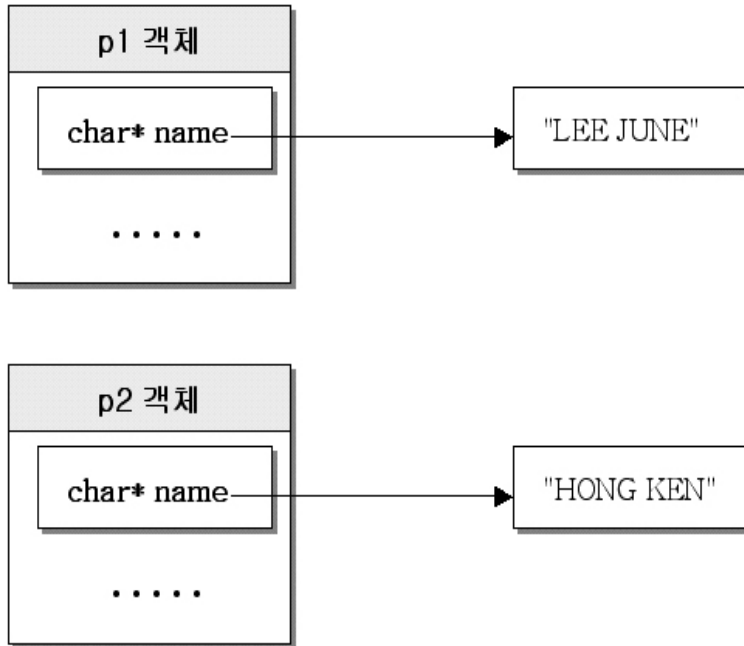 p1 객체
char* name
"LEE JUNE"
.....
p2 객체
char* name
"HONG KEN"
.....